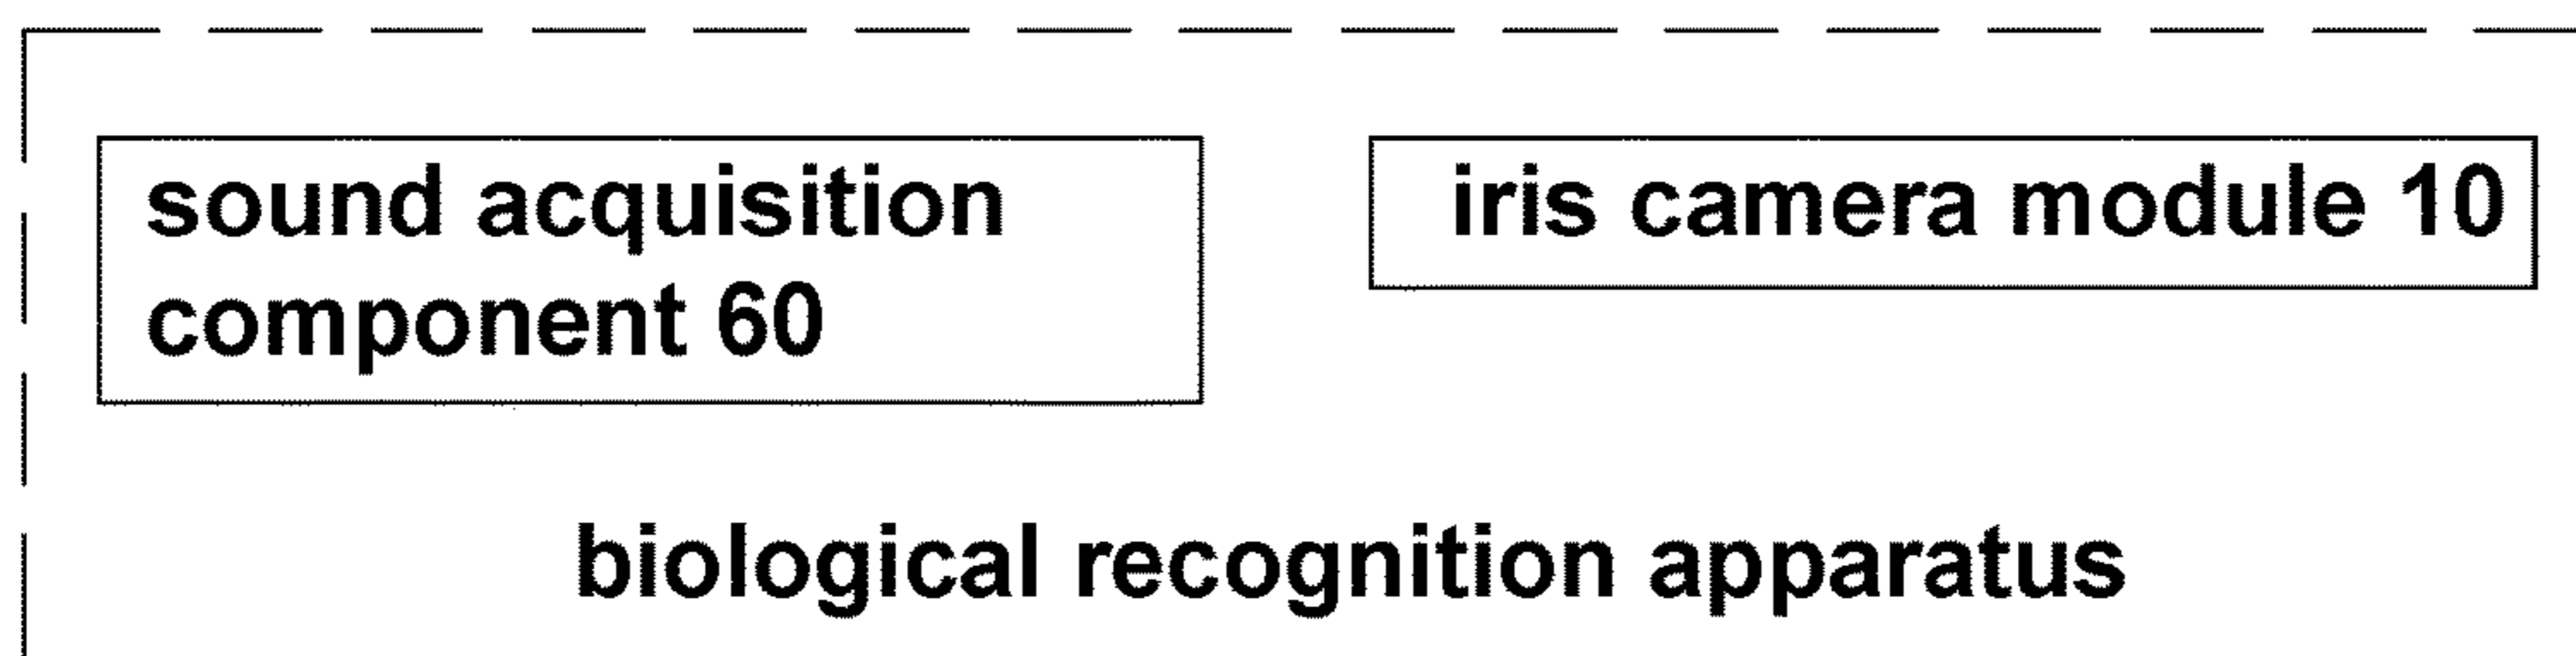 sound acquisition
component 60
iris camera module 10
biological recognition apparatus